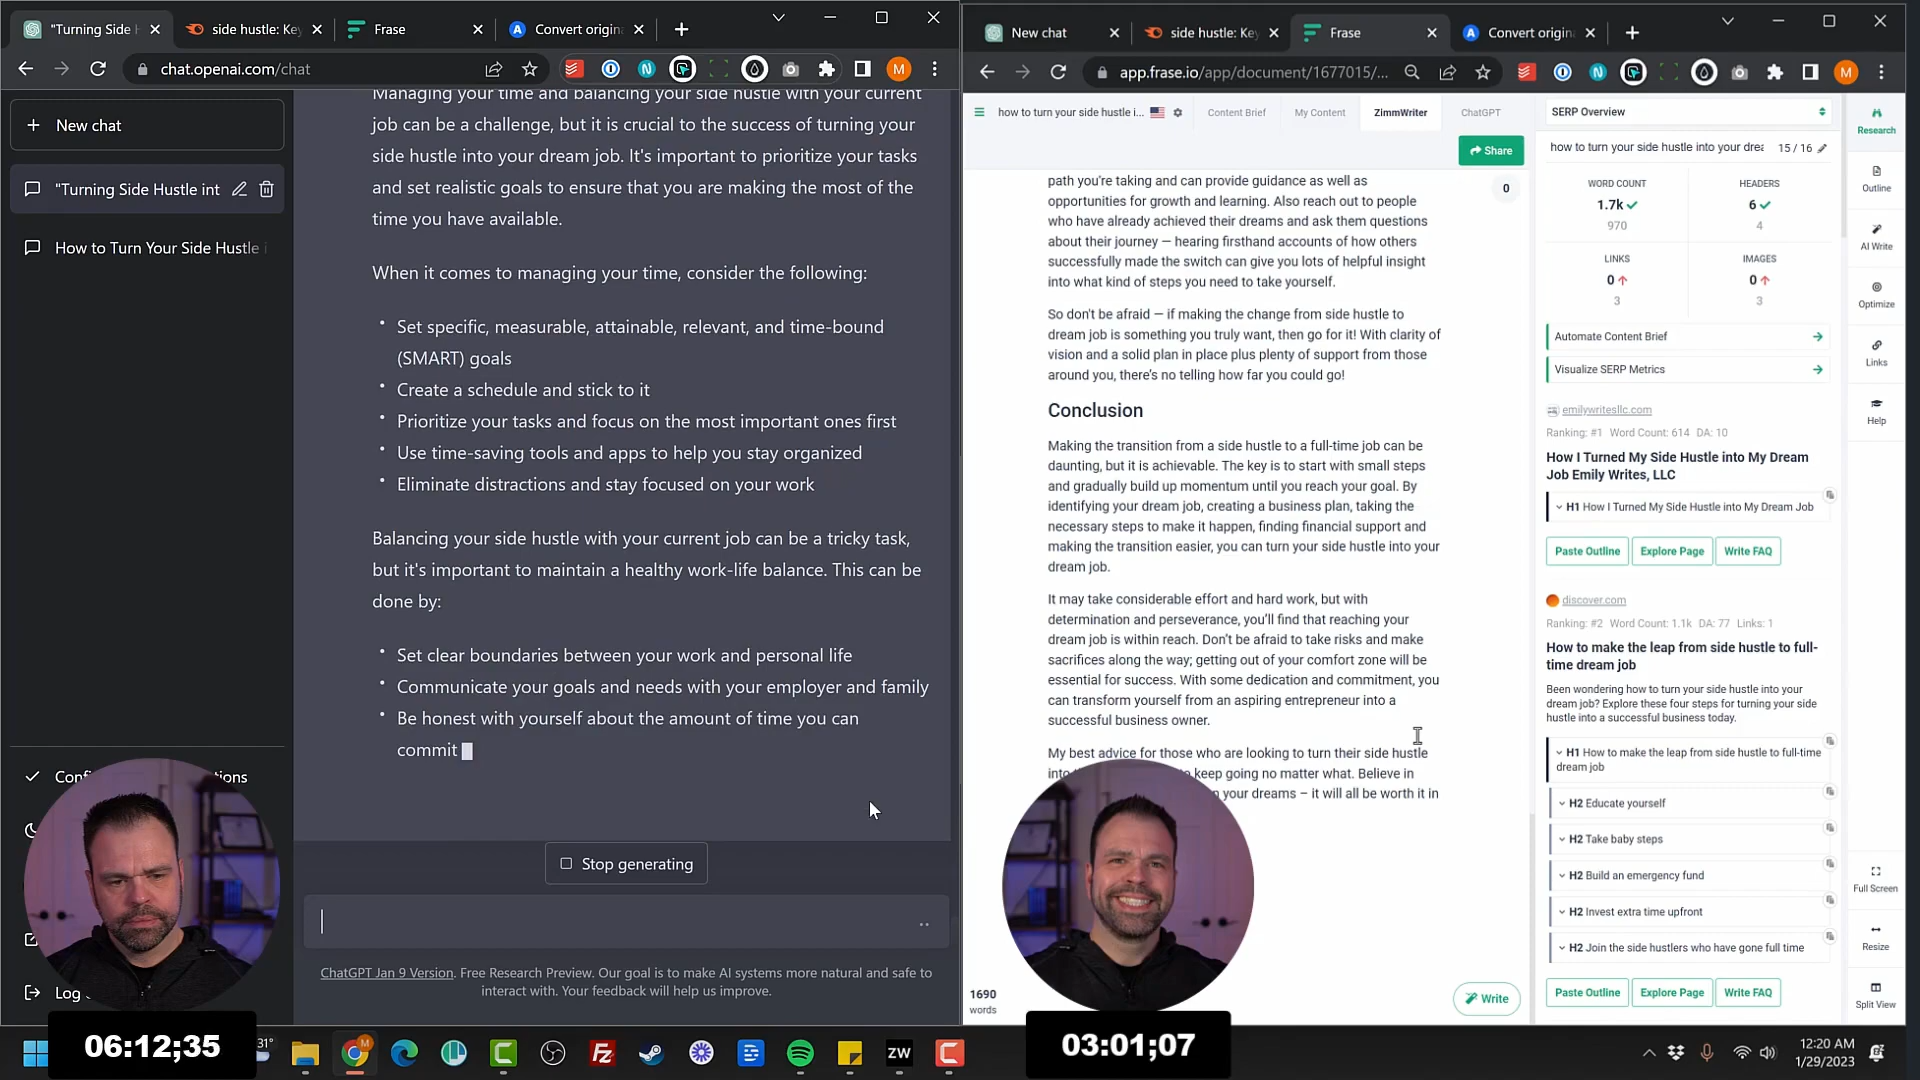 "Turning Side H
side hustle: Key
Frase
Convert origina
chat.openai.com/chat
M
New chat
"Turning Side Hustle int
How to Turn Your Side Hustle i
Managing your time and balancing your side hustle with your current
job can be a challenge, but it is crucial to the success of turning your
side hustle into your dream job. It's important to prioritize your tasks
and set realistic goals to ensure that you are making the most of the
time you have available.
When it comes to managing your time, consider the following:
• Set specific, measurable, attainable, relevant, and time-bound
(SMART) goals
• Create a schedule and stick to it
• Prioritize your tasks and focus on the most important ones first
• Use time-saving tools and apps to help you stay organized
• Eliminate distractions and stay focused on your work
Balancing your side hustle with your current job can be a tricky task,
but it's important to maintain a healthy work-life balance. This can be
done by:
• Set clear boundaries between your work and personal life
• Communicate your goals and needs with your employer and family
• Be honest with yourself about the amount of time you can
commit
Stop generating
ChatGPT Jan 9 Version. Free Research Preview. Our goal is to make AI systems more natural and safe to
interact with. Your feedback will help us improve.
Log
06:12;35
31°
New chat
side hustle: Key
Frase
Convert origin
app.frase.io/app/document/1677015/...
M
how to turn your side hustle i...
Content Brief
My Content
ZimmWriter
ChatGPT
Share
0
path you're taking and can provide guidance as well as
opportunities for growth and learning. Also reach out to people
who have already achieved their dreams and ask them questions
about their journey — hearing firsthand accounts of how others
successfully made the switch can give you lots of helpful insight
into what kind of steps you need to take yourself.
So don't be afraid — if making the change from side hustle to
dream job is something you truly want, then go for it! With clarity of
vision and a solid plan in place plus plenty of support from those
around you, there's no telling how far you could go!
Conclusion
Making the transition from a side hustle to a full-time job can be
daunting, but it is achievable. The key is to start with small steps
and gradually build up momentum until you reach your goal. By
identifying your dream job, creating a business plan, taking the
necessary steps to make it happen, finding financial support and
making the transition easier, you can turn your side hustle into your
dream job.
It may take considerable effort and hard work, but with
determination and perseverance, you'll find that reaching your
dream job is within reach. Don't be afraid to take risks and make
sacrifices along the way; getting out of your comfort zone will be
essential for success. With some dedication and commitment, you
can transform yourself from an aspiring entrepreneur into a
successful business owner.
My best advice for those who are looking to turn their side hustle
into keep going no matter what. Believe in
your dreams – it will all be worth it in
1690
words
Write
03:01;07
SERP Overview
how to turn your side hustle into your drea
15 / 16
WORD COUNT
1.7k
970
HEADERS
6
4
LINKS
0
3
IMAGES
0
3
Automate Content Brief
Visualize SERP Metrics
emilywritesllc.com
Ranking: #1 Word Count: 614 DA: 10
How I Turned My Side Hustle into My Dream
Job Emily Writes, LLC
H1 How I Turned My Side Hustle into My Dream Job
Paste Outline
Explore Page
Write FAQ
discover.com
Ranking: #2 Word Count: 1.1k DA: 77 Links: 1
How to make the leap from side hustle to full-
time dream job
Been wondering how to turn your side hustle into your
dream job? Explore these four steps for turning your side
hustle into a successful business today.
H1 How to make the leap from side hustle to full-time
dream job
H2 Educate yourself
H2 Take baby steps
H2 Build an emergency fund
H2 Invest extra time upfront
H2 Join the side hustlers who have gone full time
Paste Outline
Explore Page
Write FAQ
Research
Outline
AI Write
Optimize
Links
Help
Full Screen
Resize
Split View
ZW
12:20 AM
1/29/2023